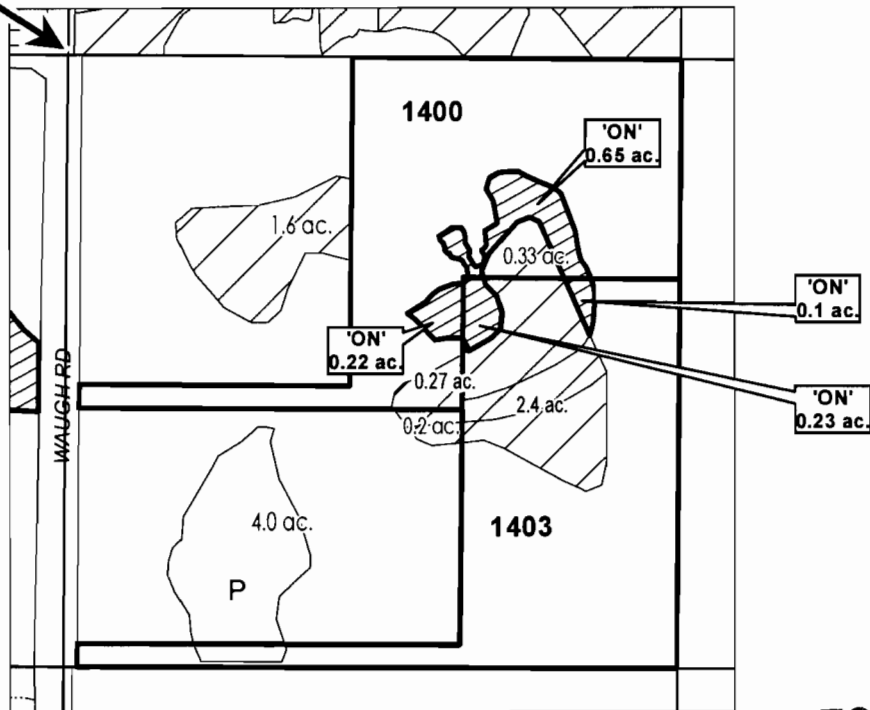 1400
'ON'
0.65 ac.
1.6 ac.
0.33 ac.
'ON'
0.1 ac.
'ON'
0.22 ac.
WAUGH RD
0.27 ac.
2.4 ac.
'ON'
0.23 ac.
0.2 ac.
4.0 ac.
1403
P